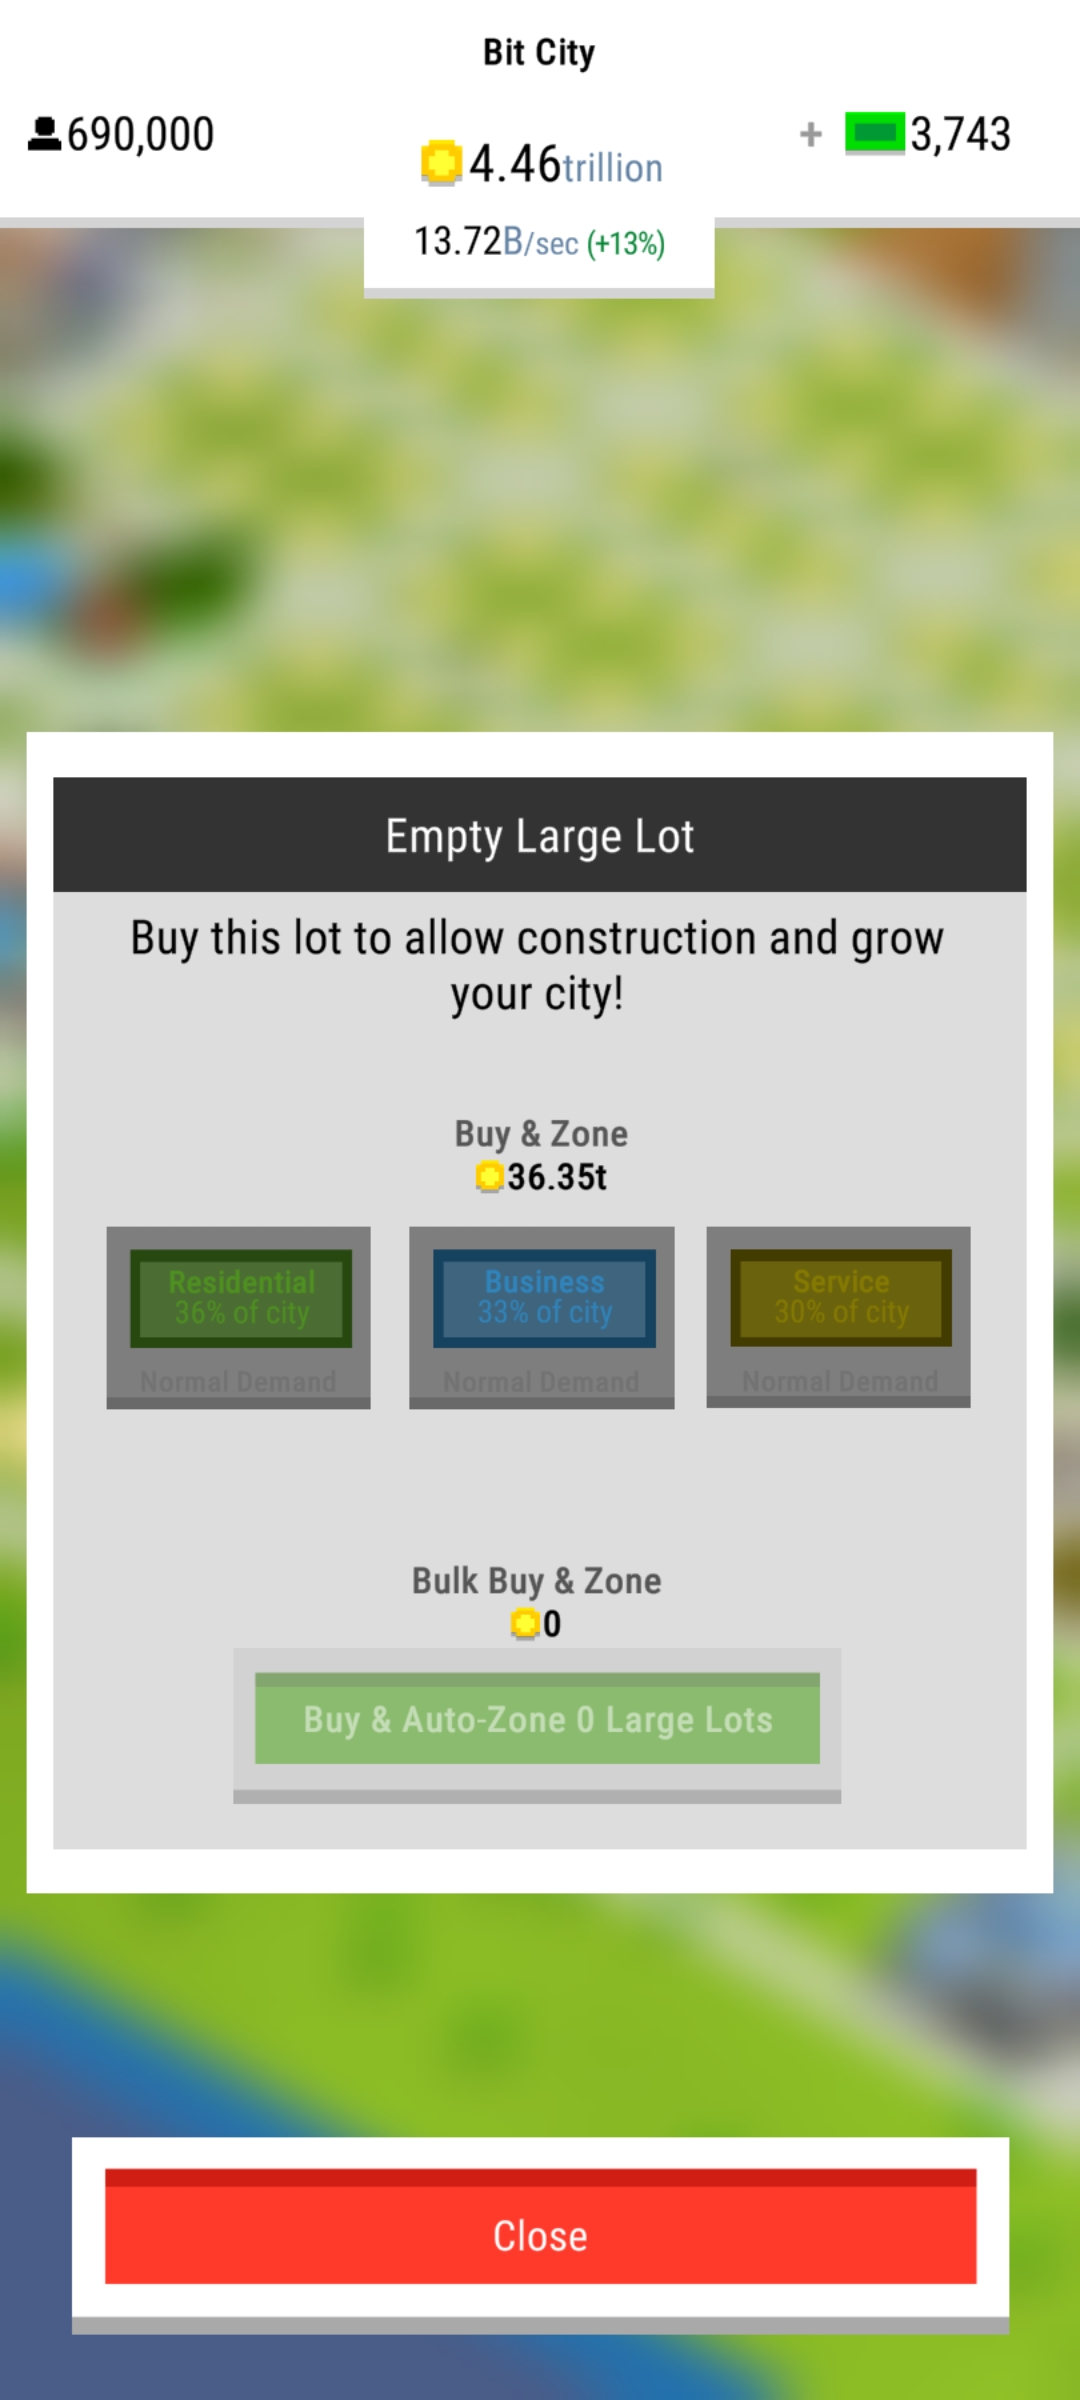 Bit City
690,000
4.46trillion
+ 3,743
13.72B/sec (+13%)
Empty Large Lot
Buy this lot to allow construction and grow
your city!
Buy & Zone
36.35t
Residential
36% of city
Normal Demand
Business
33% of city
Normal Demand
Service
30% of city
Normal Demand
Bulk Buy & Zone
0
Buy & Auto-Zone 0 Large Lots
Close